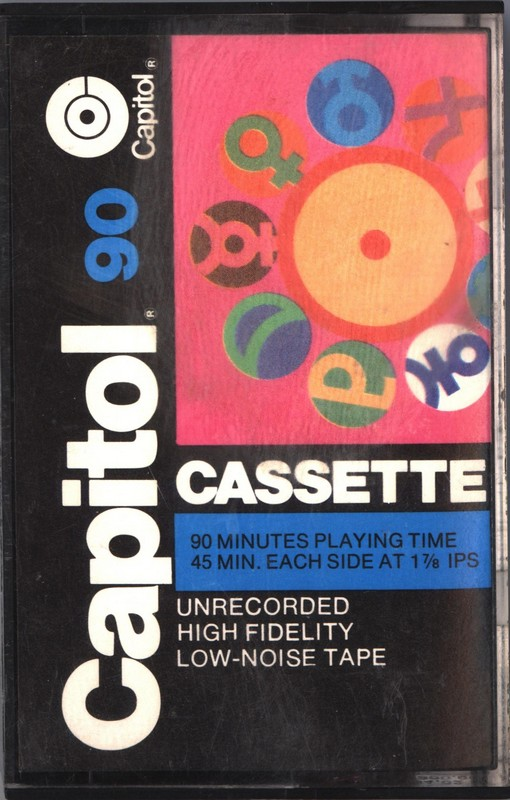 Capitol®
90
Capitol®
CASSETTE
90 MINUTES PLAYING TIME
45 MIN. EACH SIDE AT 1⅞ IPS
UNRECORDED
HIGH FIDELITY
LOW-NOISE TAPE